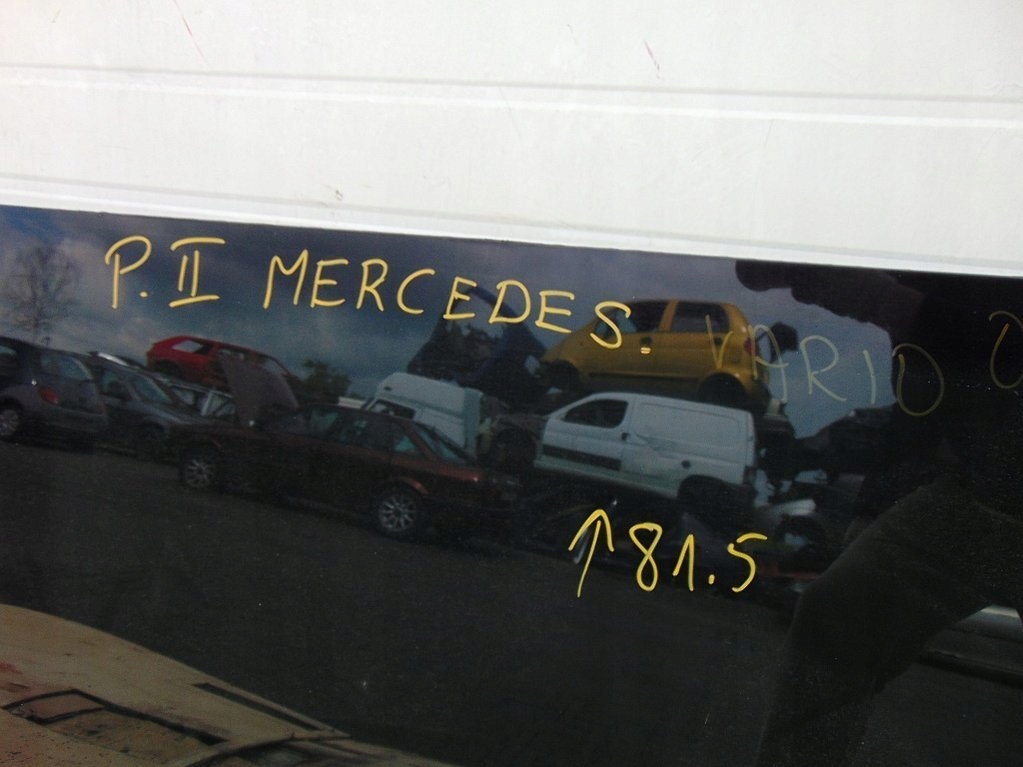 P. II MERCEDES. VARIO
↑81.5